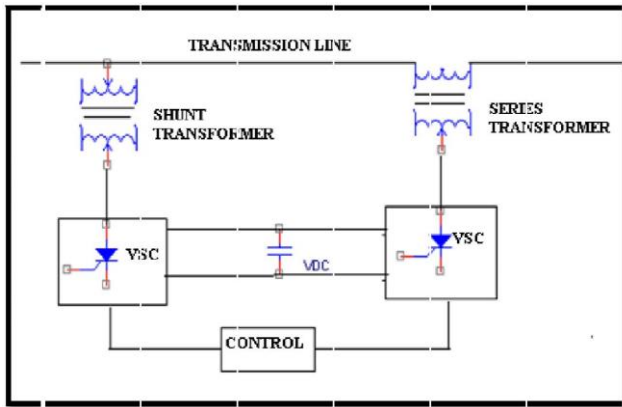 TRANSMISSION LINE
SHUNT
TRANSFORMER
SERIES
TRANSFORMER
VSC
VSC
VDC
CONTROL